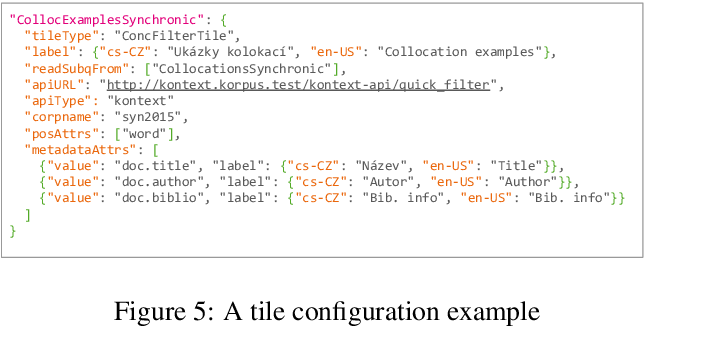 "CollocExamplesSynchronic": {
"tileType": "ConcFilterTile",
"label": {"cs-CZ": "Ukázky kolokací", "en-US": "Collocation examples"},
"readSubqFrom": ["CollocationsSynchronic"],
"apiURL": "http://kontext.korpus.test/kontext-api/quick_filter",
"apiType": "kontext"
"corpname": "syn2015",
"posAttrs": ["word"],
"metadataAttrs": [
{"value": "doc.title", "label": {"cs-CZ": "Název", "en-US": "Title"}},
{"value": "doc.author", "label": {"cs-CZ": "Autor", "en-US": "Author"}},
{"value": "doc.biblio", "label": {"cs-CZ": "Bib. info", "en-US": "Bib. info"}}
]
}
Figure 5: A tile configuration example